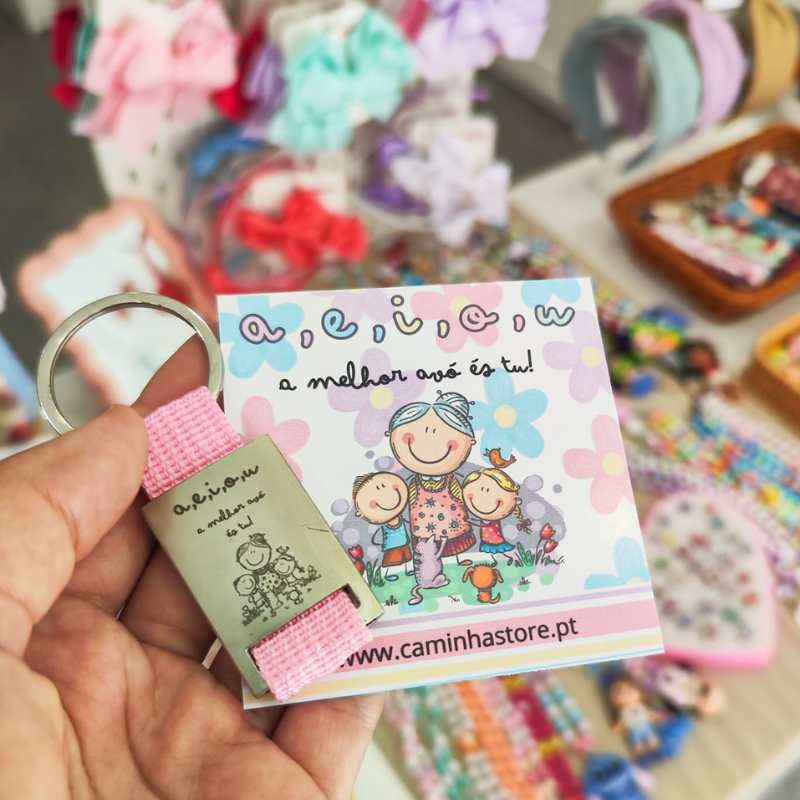 a, e, i, o, u
a melhor avó és tu!
www.caminhastore.pt
a, e, i, o, u
a melhor avó
és tu!